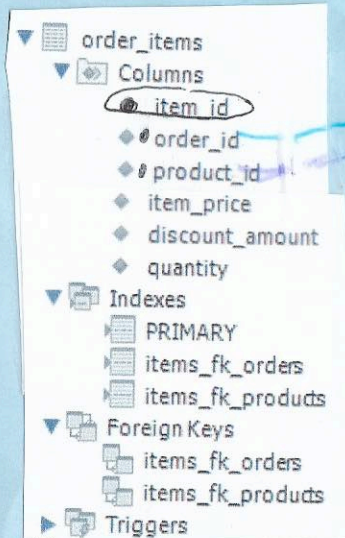 order_items
Columns
item_id
order_id
product_id
item_price
discount_amount
quantity
Indexes
PRIMARY
items_fk_orders
items_fk_products
Foreign Keys
items_fk_orders
items_fk_products
Triggers